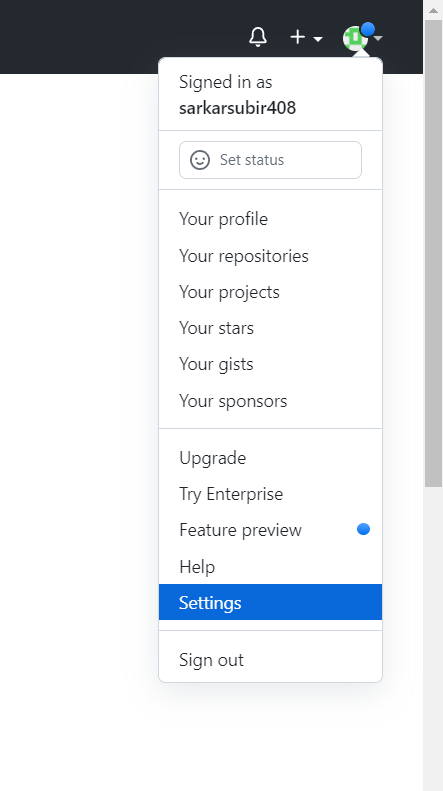 Signed in as
sarkarsubir408
Set status
Your profile
Your repositories
Your projects
Your stars
Your gists
Your sponsors
Upgrade
Try Enterprise
Feature preview
Help
Settings
Sign out